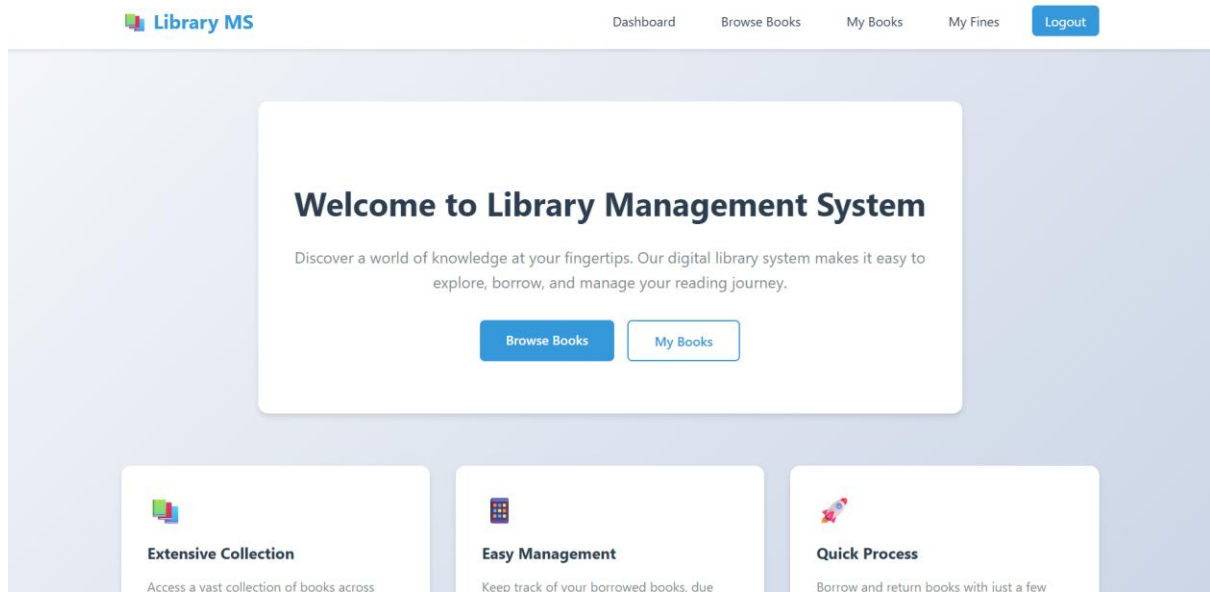 Library MS
Dashboard
Browse Books
My Books
My Fines
Logout
Welcome to Library Management System
Discover a world of knowledge at your fingertips. Our digital library system makes it easy to
explore, borrow, and manage your reading journey.
Browse Books
My Books
Extensive Collection
Access a vast collection of books across
Easy Management
Keep track of your borrowed books, due
Quick Process
Borrow and return books with just a few